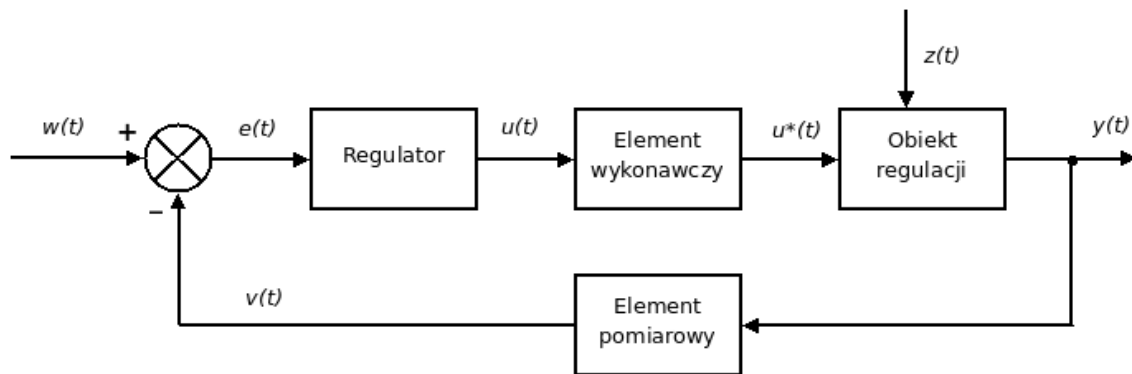 z(t)
w(t)
+
e(t)
Regulator
u(t)
Element
wykonawczy
u*(t)
Obiekt
regulacji
y(t)
−
v(t)
Element
pomiarowy